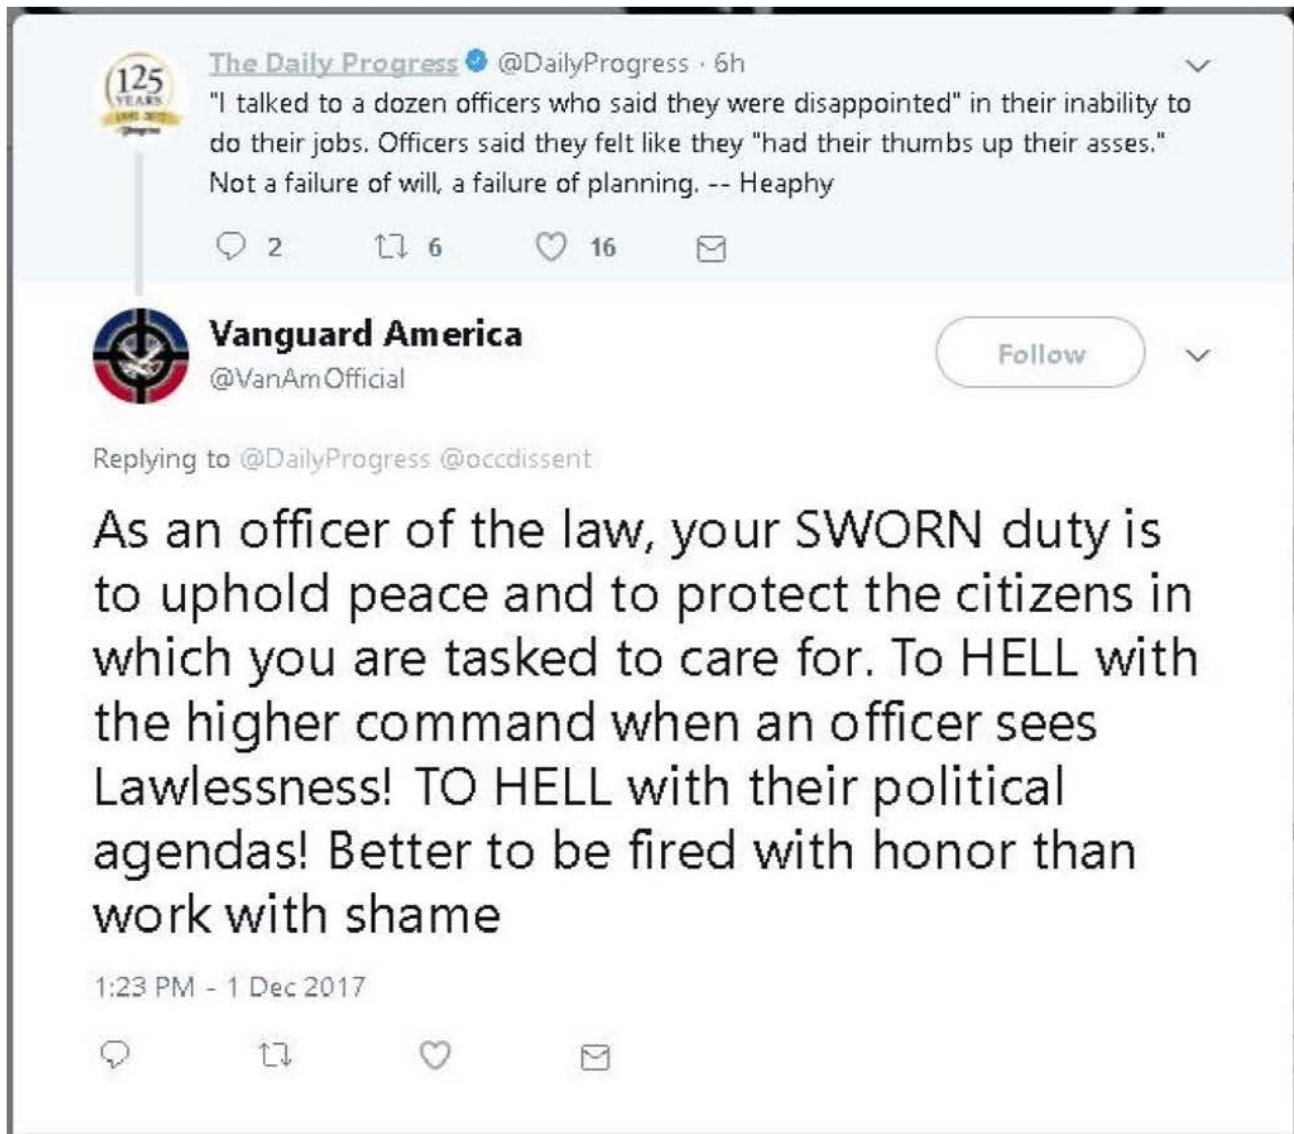 125
YEARS
The Daily Progress @DailyProgress · 6h
"I talked to a dozen officers who said they were disappointed" in their inability to
do their jobs. Officers said they felt like they "had their thumbs up their asses."
Not a failure of will, a failure of planning. -- Heaphy
2 6 16
Vanguard America
@VanAmOfficial
Follow
Replying to @DailyProgress @occdissent
As an officer of the law, your SWORN duty is
to uphold peace and to protect the citizens in
which you are tasked to care for. To HELL with
the higher command when an officer sees
Lawlessness! TO HELL with their political
agendas! Better to be fired with honor than
work with shame
1:23 PM - 1 Dec 2017